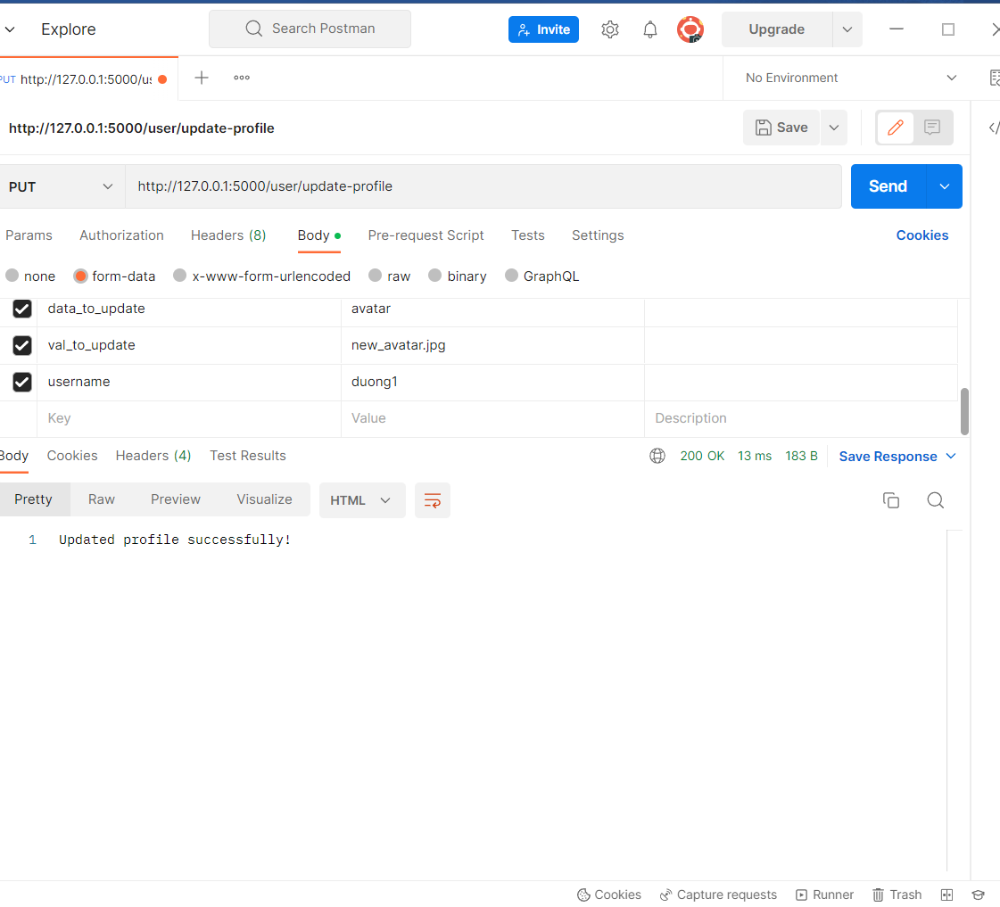 Explore
Search Postman
Invite
Upgrade
PUT http://127.0.0.1:5000/us
No Environment
http://127.0.0.1:5000/user/update-profile
Save
PUT
http://127.0.0.1:5000/user/update-profile
Send
Params Authorization Headers (8) Body Pre-request Script Tests Settings Cookies
none form-data x-www-form-urlencoded raw binary GraphQL
data_to_update avatar
val_to_update new_avatar.jpg
username duong1
Key Value Description
Body Cookies Headers (4) Test Results 200 OK 13 ms 183 B Save Response
Pretty Raw Preview Visualize HTML
1 Updated profile successfully!
Cookies Capture requests Runner Trash